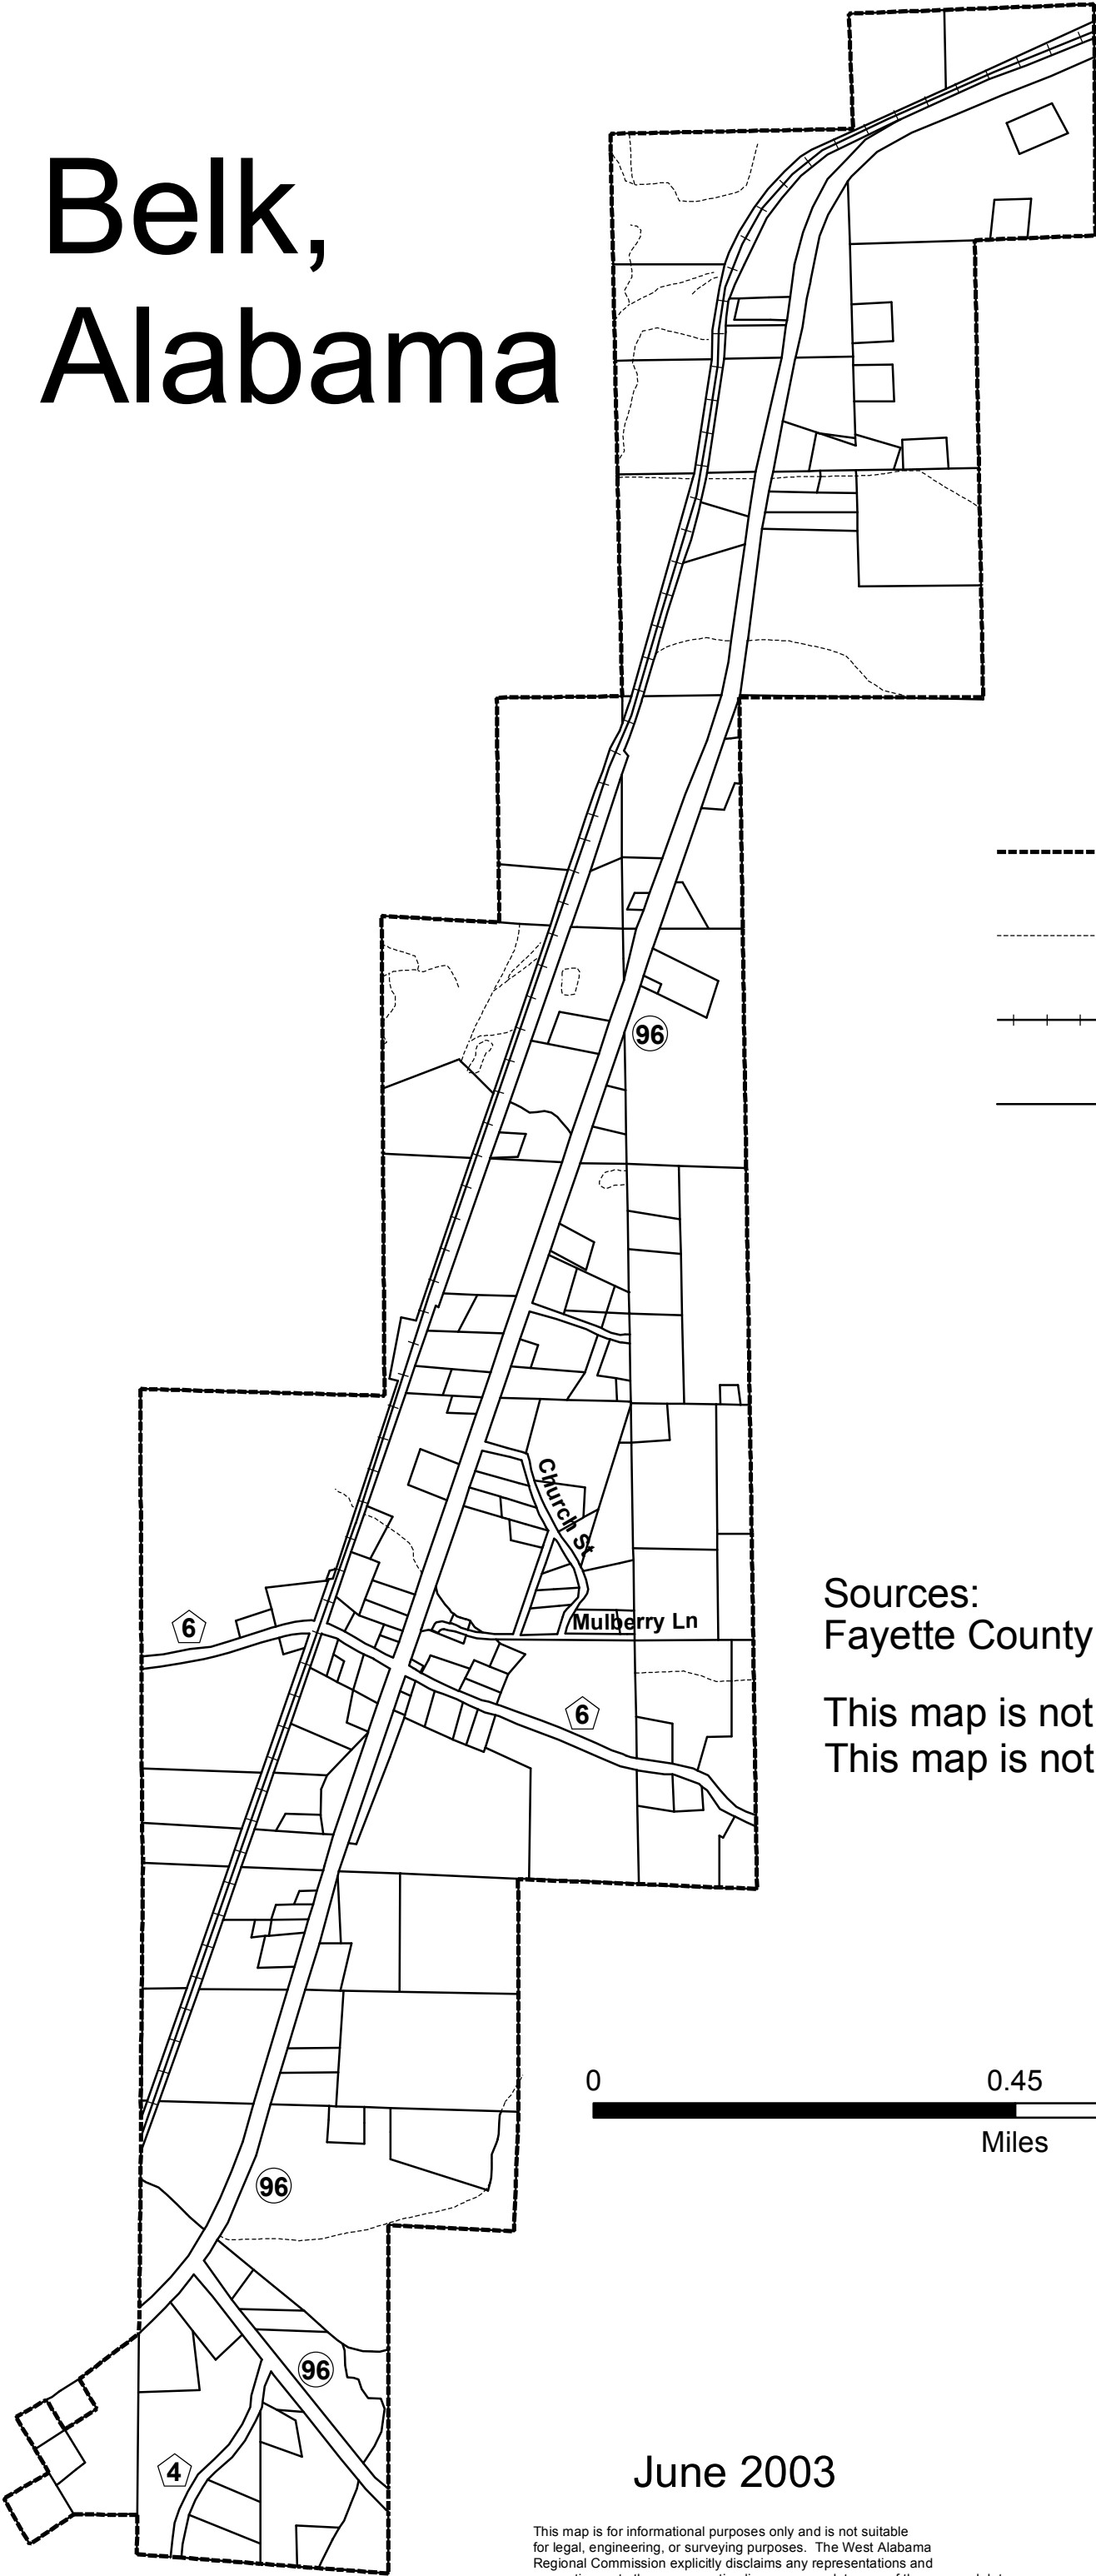 Belk,
Alabama
96
Church St
Mulberry Ln
6
6
Sources:
Fayette County
This map is not
This map is not
0 0.45
Miles
96
96
4
June 2003
This map is for informational purposes only and is not suitable
for legal, engineering, or surveying purposes. The West Alabama
Regional Commission explicitly disclaims any representations and